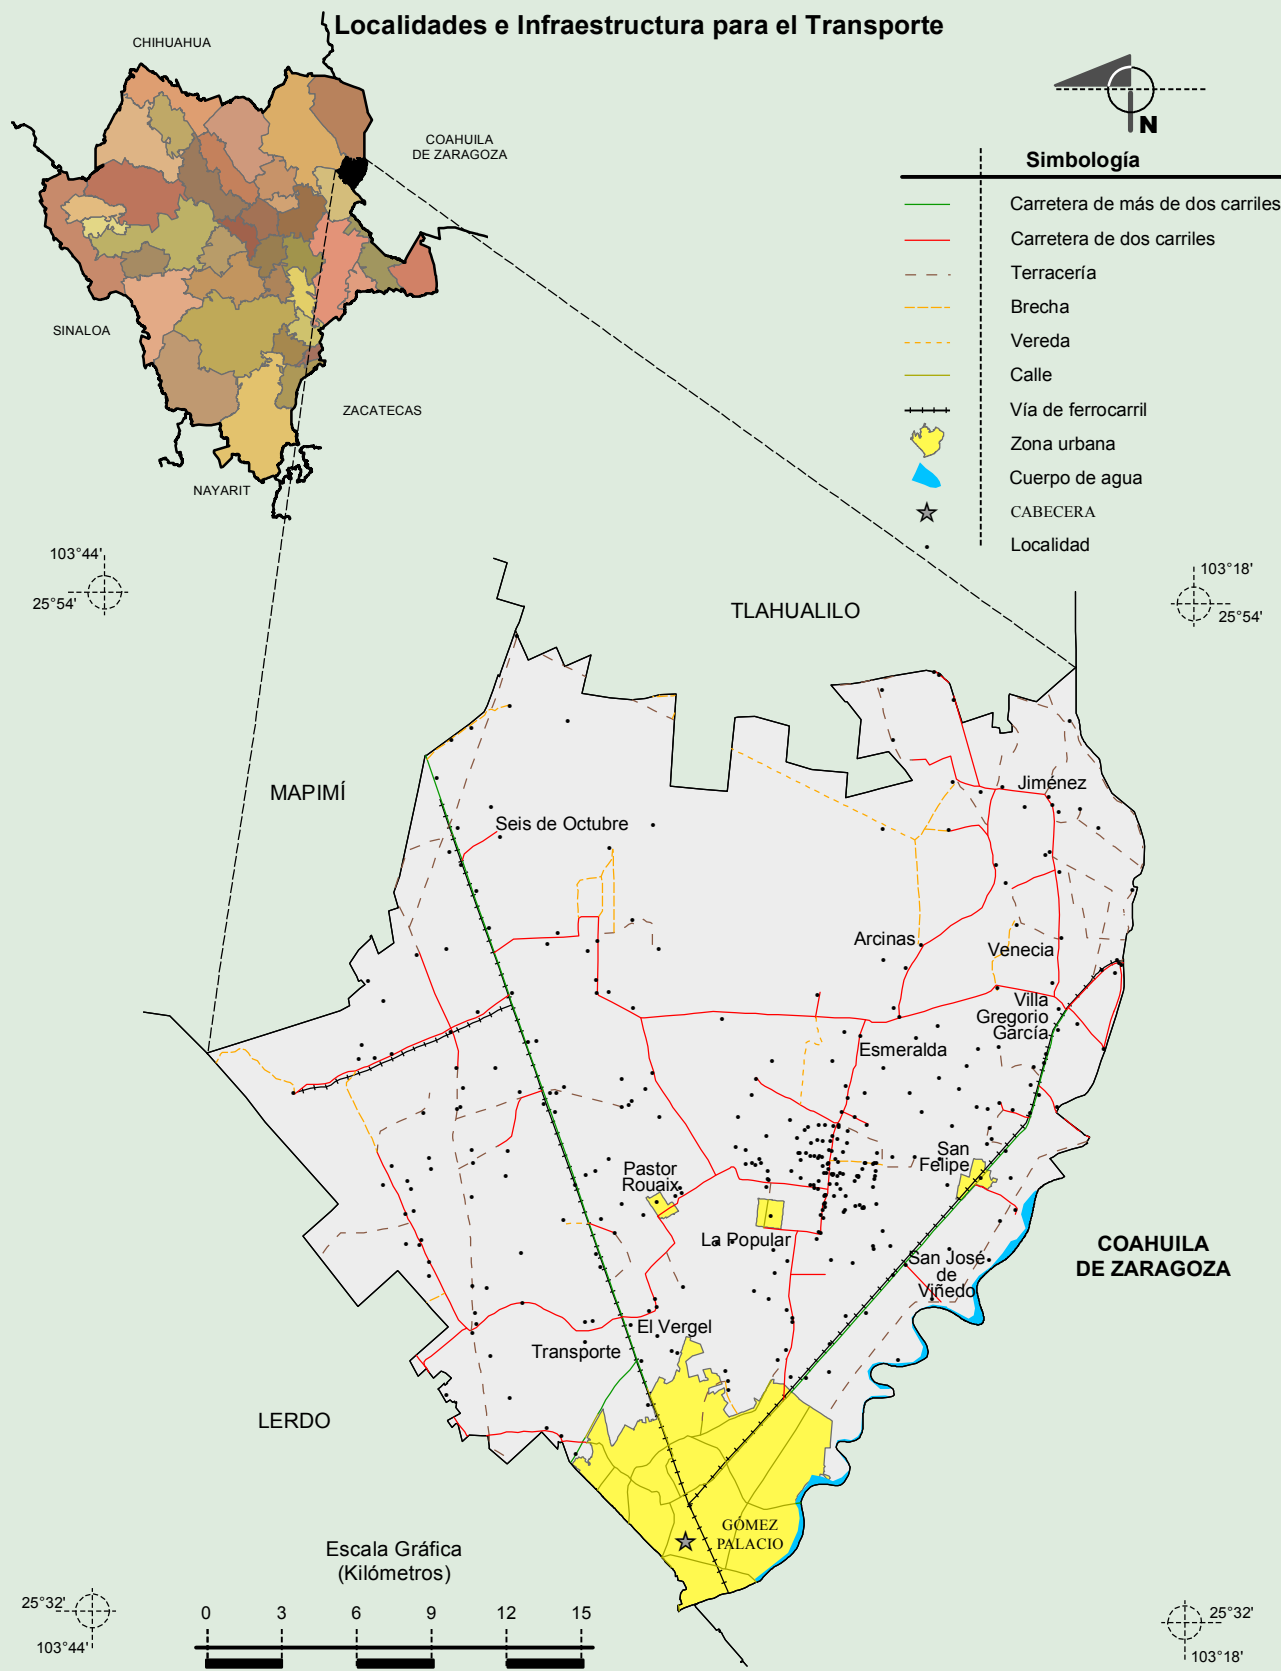 Localidades e Infraestructura para el Transporte
CHIHUAHUA
COAHUILA
DE ZARAGOZA
SINALOA
ZACATECAS
NAYARIT
N
Simbología
Carretera de más de dos carriles
Carretera de dos carriles
Terracería
Brecha
Vereda
Calle
Vía de ferrocarril
Zona urbana
Cuerpo de agua
CABECERA
Localidad
103°44'
25°54'
103°18'
25°54'
TLAHUALILO
MAPIMÍ
Jiménez
Seis de Octubre
Arcinas
Venecia
Villa
Gregorio
García
Esmeralda
San
Felipe
Pastor
Rouaix
La Popular
San José
de
Viñedo
COAHUILA
DE ZARAGOZA
El Vergel
Transporte
LERDO
GÓMEZ
PALACIO
Escala Gráfica
(Kilómetros)
0 3 6 9 12 15
25°32'
103°44'
25°32'
103°18'